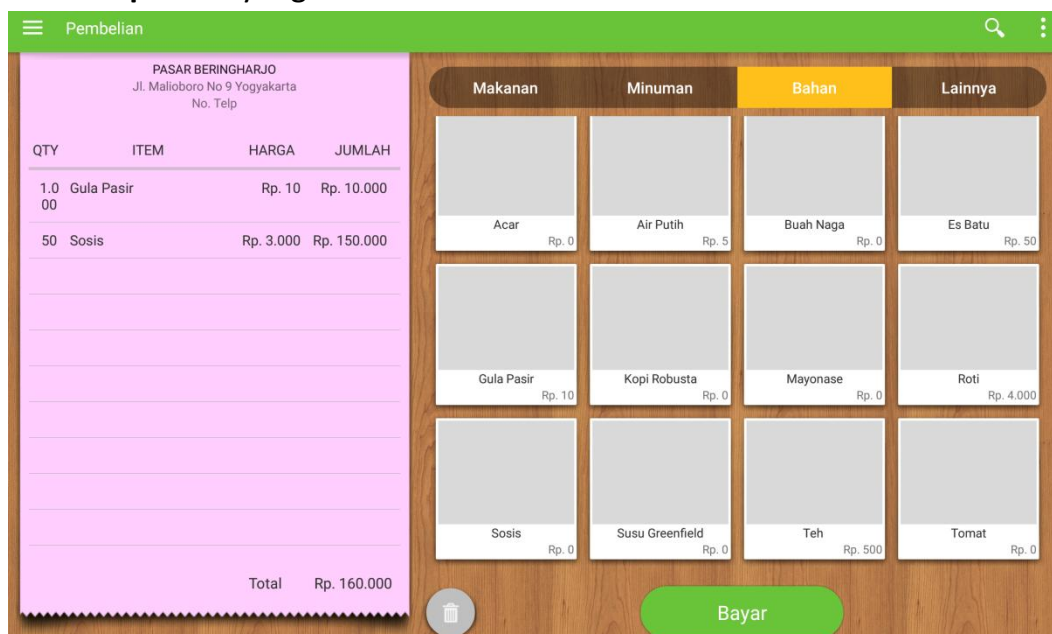 Pembelian
PASAR BERINGHARJO
Jl. Malioboro No 9 Yogyakarta
No. Telp
QTY ITEM HARGA JUMLAH
1.0 Gula Pasir Rp. 10 Rp. 10.000
00
50 Sosis Rp. 3.000 Rp. 150.000
Total Rp. 160.000
Makanan Minuman Bahan Lainnya
Acar Air Putih Buah Naga Es Batu
Rp. 0 Rp. 5 Rp. 0 Rp. 50
Gula Pasir Kopi Robusta Mayonase Roti
Rp. 10 Rp. 0 Rp. 0 Rp. 4.000
Sosis Susu Greenfield Teh Tomat
Rp. 0 Rp. 0 Rp. 500 Rp. 0
Bayar